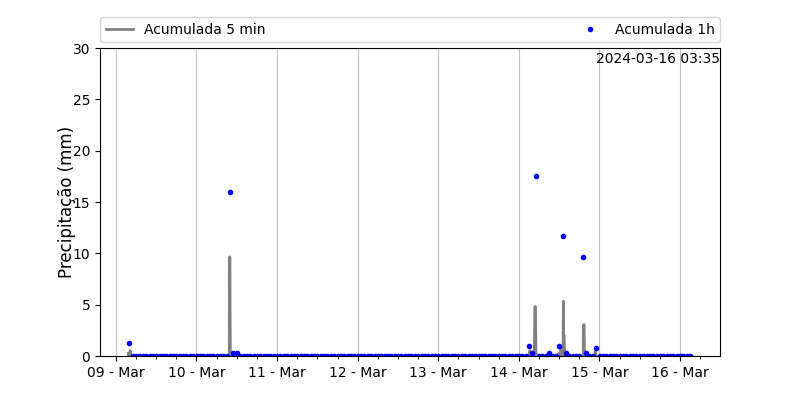 Acumulada 5 min
Acumulada 1h
2024-03-16 03:35
Precipitação (mm)
30
25
20
15
10
5
0
09 - Mar
10 - Mar
11 - Mar
12 - Mar
13 - Mar
14 - Mar
15 - Mar
16 - Mar